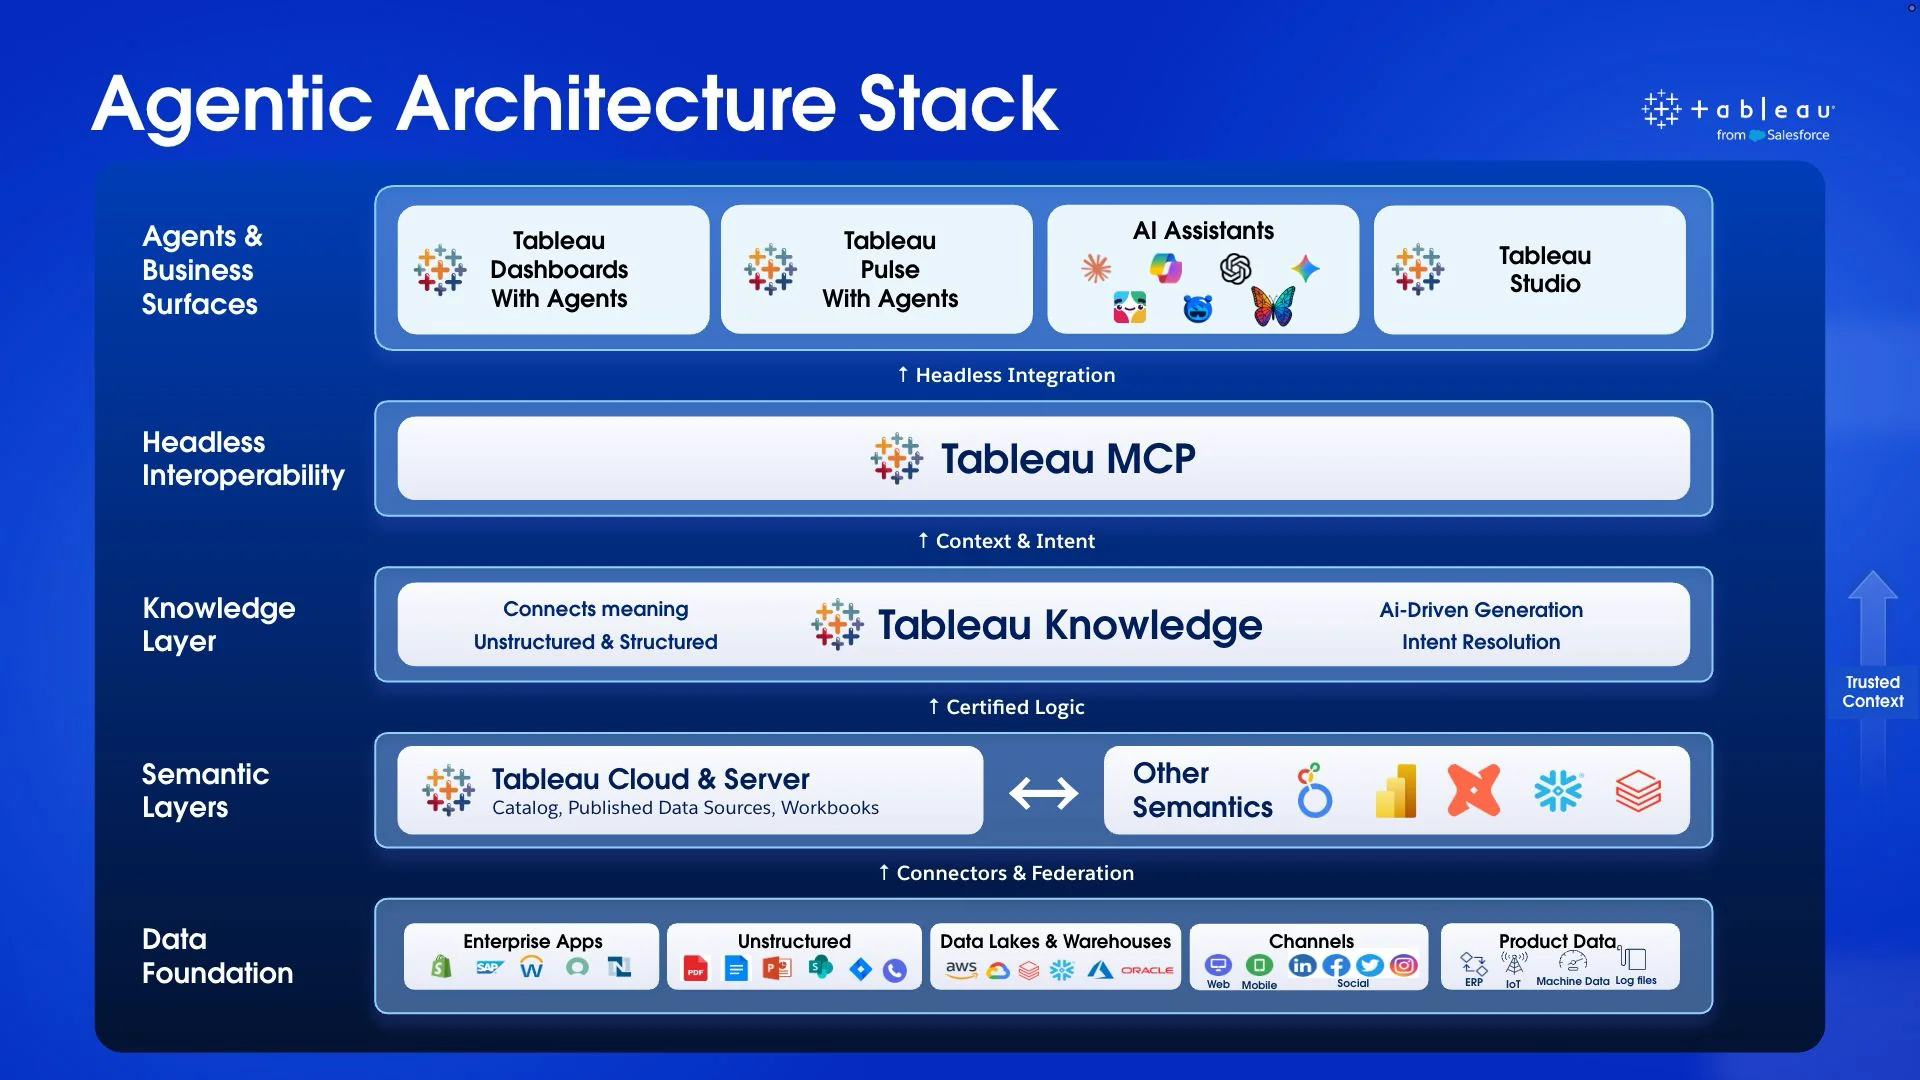 Agentic Architecture Stack
+ a b | e a u
from Salesforce
Agents &
Business
Surfaces
Tableau
Dashboards
With Agents
Tableau
Pulse
With Agents
AI Assistants
Tableau
Studio
↑ Headless Integration
Headless
Interoperability
Tableau MCP
↑ Context & Intent
Knowledge
Layer
Connects meaning
Unstructured & Structured
Tableau Knowledge
Ai-Driven Generation
Intent Resolution
Trusted
Context
↑ Certified Logic
Semantic
Layers
Tableau Cloud & Server
Catalog, Published Data Sources, Workbooks
Other
Semantics
↑ Connectors & Federation
Data
Foundation
Enterprise Apps
SAP
Unstructured
PDF
P
S
Data Lakes & Warehouses
aws
ORACLE
Channels
in
Web
Mobile
Social
Product Data
ERP
IoT
Machine Data
Log files